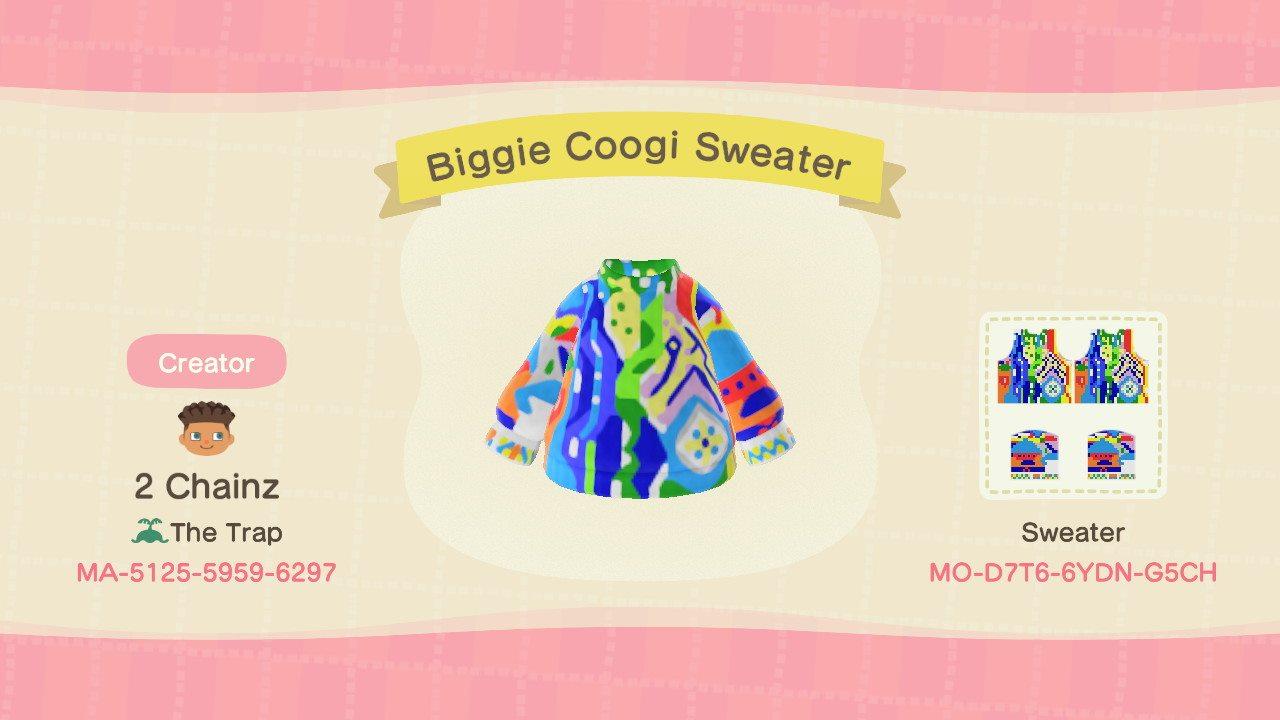 Biggie Coogi Sweater
Creator
2 Chainz
The Trap
MA-5125-5959-6297
Sweater
MO-D7T6-6YDN-G5CH